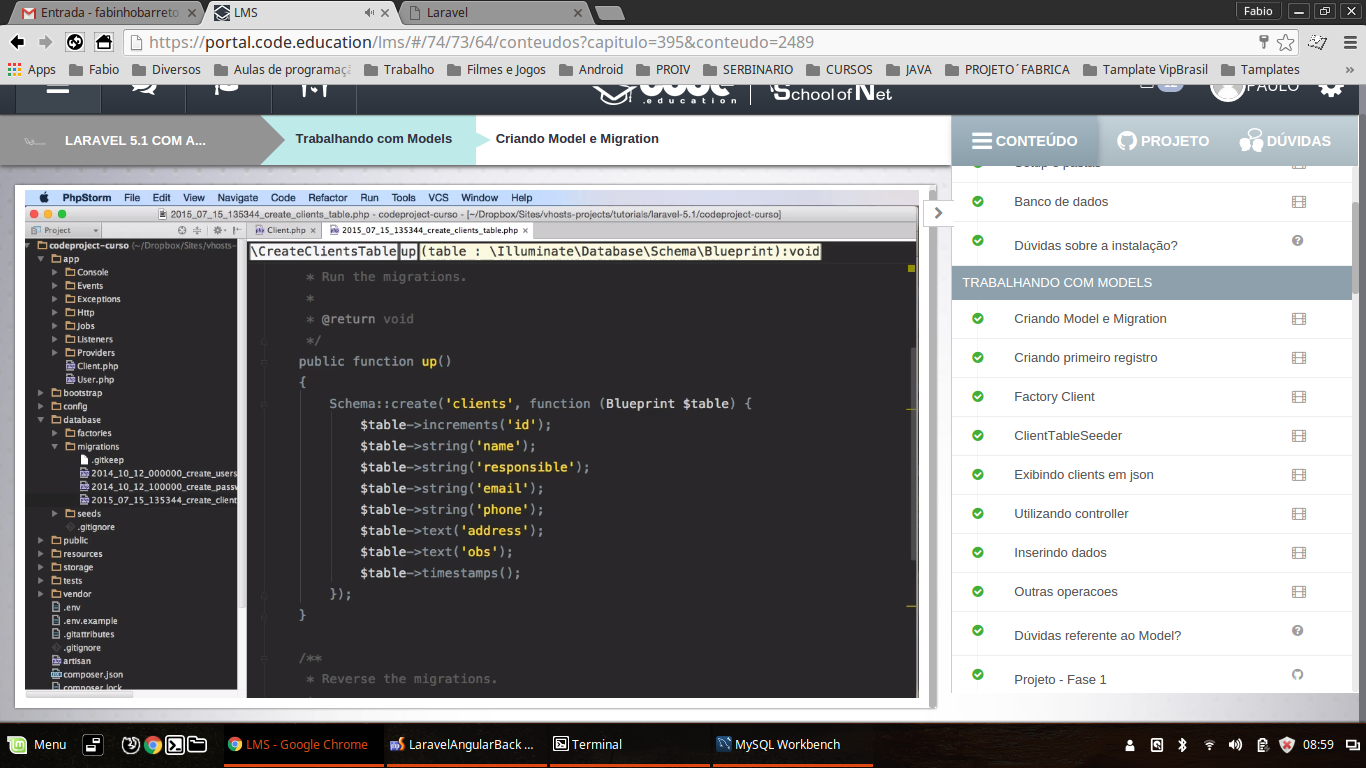 Entrada - fabinhobarreto
LMS
Laravel
Fabio
https://portal.code.education/lms/#/74/73/64/conteudos?capitulo=395&conteudo=2489
Apps Fabio Diversos Aulas de programaç Trabalho Filmes e Jogos Android PROIV SERBINARIO CURSOS JAVA PROJETO´FABRICA Tamplate VipBrasil Tamplates »
.education School of Net
PAULO
LARAVEL 5.1 COM A... Trabalhando com Models Criando Model e Migration
CONTEÚDO PROJETO DÚVIDAS
PhpStorm File Edit View Navigate Code Refactor Run Tools VCS Window Help
2015_07_15_135344_create_clients_table.php - codeproject-curso - [~/Dropbox/Sites/vhosts-projects/tutorials/laravel-5.1/codeproject-curso]
Project
Client.php 2015_07_15_135344_create_clients_table.php
codeproject-curso (~/Dropbox/Sites/vhosts-
app
Console
Events
Exceptions
Http
Jobs
Listeners
Providers
Client.php
User.php
bootstrap
config
database
factories
migrations
.gitkeep
2014_10_12_000000_create_users
2014_10_12_100000_create_passw
2015_07_15_135344_create_client
seeds
.gitignore
public
resources
storage
tests
vendor
.env
.env.example
.gitattributes
.gitignore
artisan
composer.json
composer.lock
\CreateClientsTable up (table : \Illuminate\Database\Schema\Blueprint):void
* Run the migrations.
*
* @return void
*/
public function up()
{
Schema::create('clients', function (Blueprint $table) {
$table->increments('id');
$table->string('name');
$table->string('responsible');
$table->string('email');
$table->string('phone');
$table->text('address');
$table->text('obs');
$table->timestamps();
});
}
/**
* Reverse the migrations.
Banco de dados
Dúvidas sobre a instalação?
TRABALHANDO COM MODELS
Criando Model e Migration
Criando primeiro registro
Factory Client
ClientTableSeeder
Exibindo clients em json
Utilizando controller
Inserindo dados
Outras operacoes
Dúvidas referente ao Model?
Projeto - Fase 1
Menu
LMS - Google Chrome
LaravelAngularBack ...
Terminal
MySQL Workbench
08:59